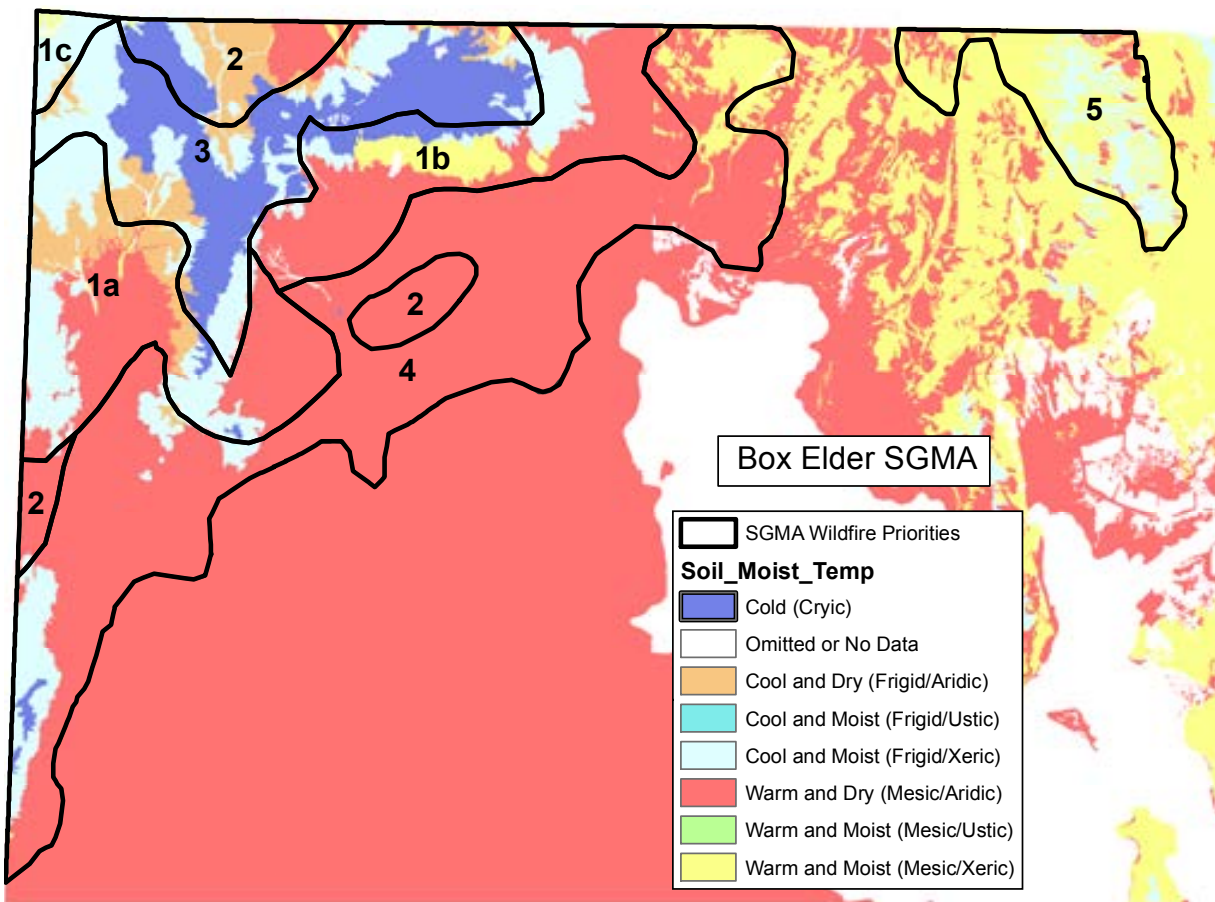 1c
2
5
3
1b
1a
2
4
2
Box Elder SGMA
SGMA Wildfire Priorities
Soil_Moist_Temp
Cold (Cryic)
Omitted or No Data
Cool and Dry (Frigid/Aridic)
Cool and Moist (Frigid/Ustic)
Cool and Moist (Frigid/Xeric)
Warm and Dry (Mesic/Aridic)
Warm and Moist (Mesic/Ustic)
Warm and Moist (Mesic/Xeric)